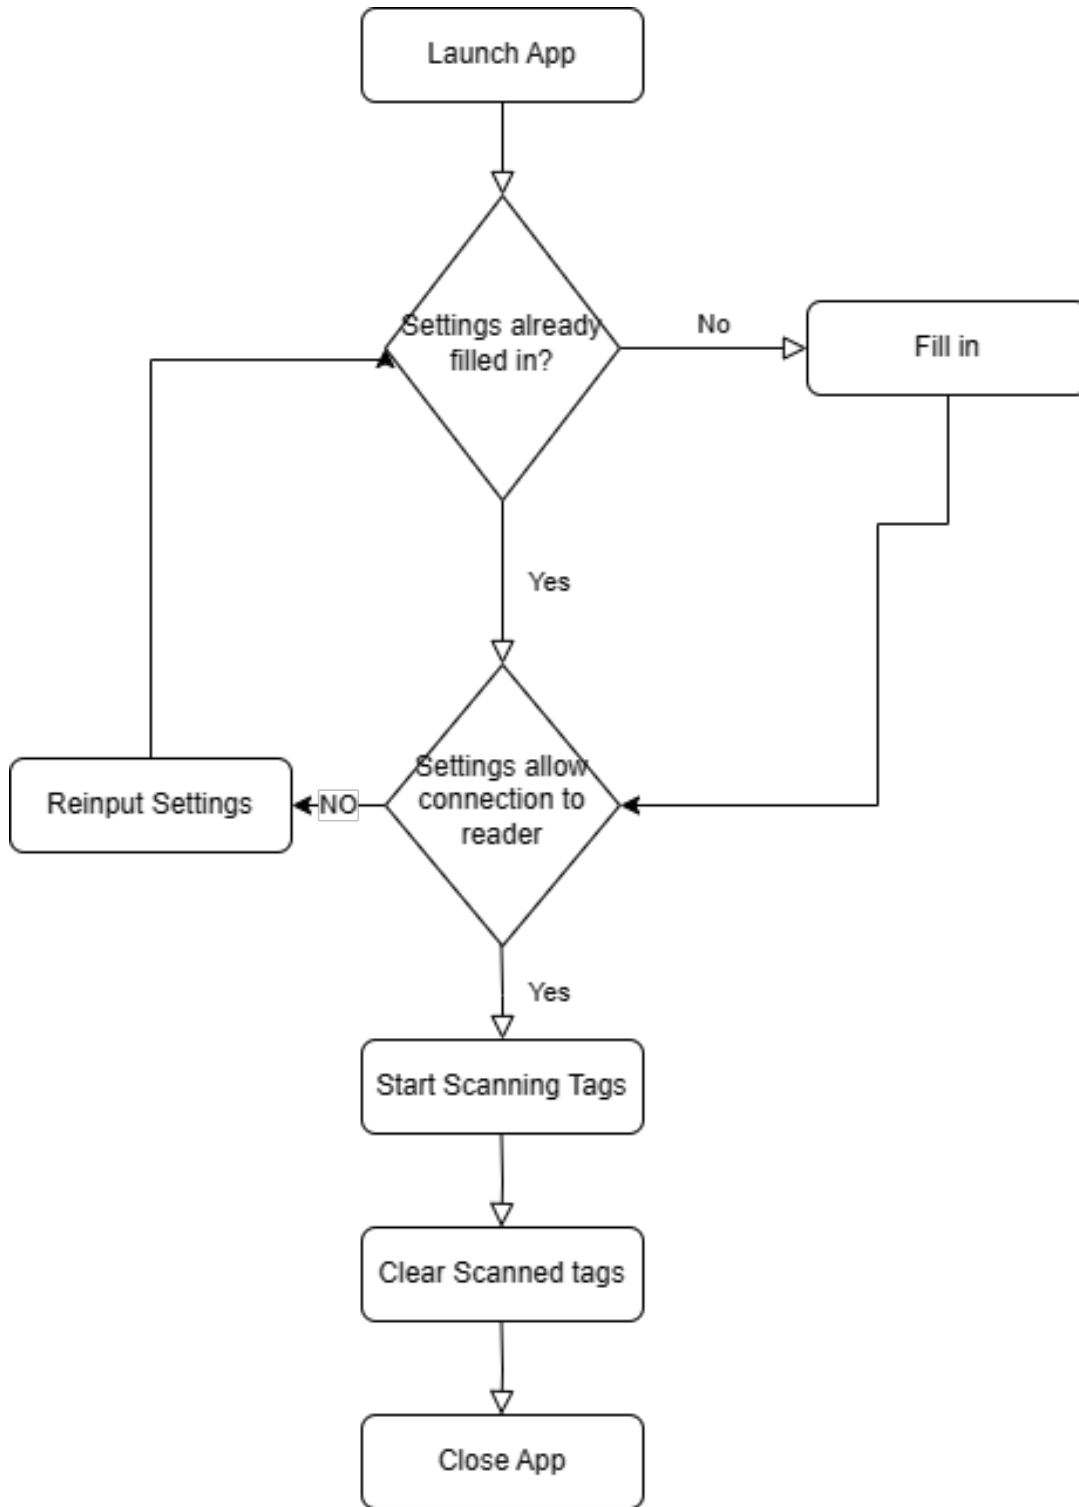 Launch App
Settings already
filled in?
No
Fill in
Yes
Settings allow
connection to
reader
NO
Reinput Settings
Yes
Start Scanning Tags
Clear Scanned tags
Close App